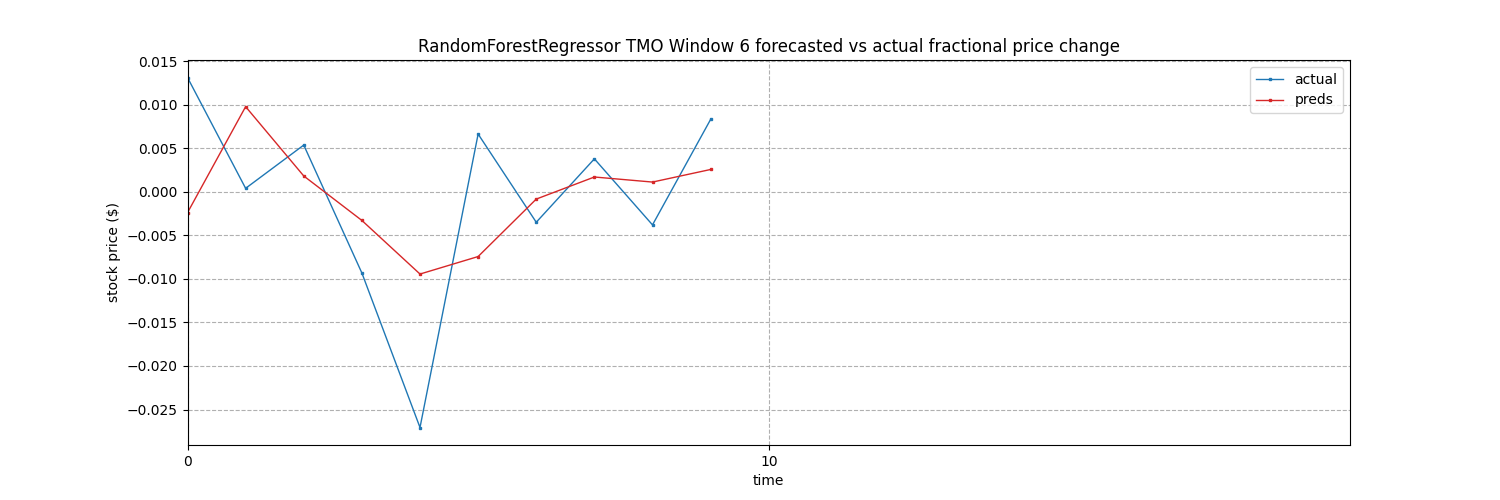 RandomForestRegressor TMO Window 6 forecasted vs actual fractional price change
0.015
0.010
0.005
0.000
−0.005
−0.010
−0.015
−0.020
−0.025
stock price ($)
actual
preds
0
10
time